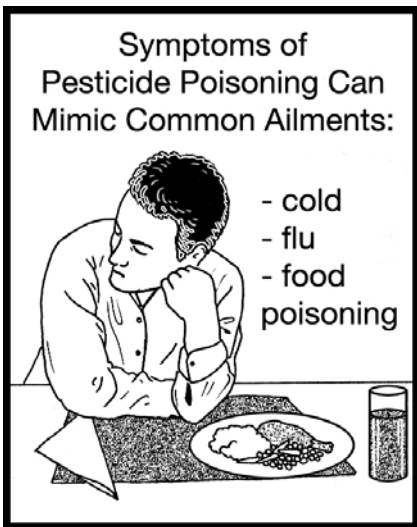 Symptoms of
Pesticide Poisoning Can
Mimic Common Ailments:
- cold
- flu
- food
poisoning